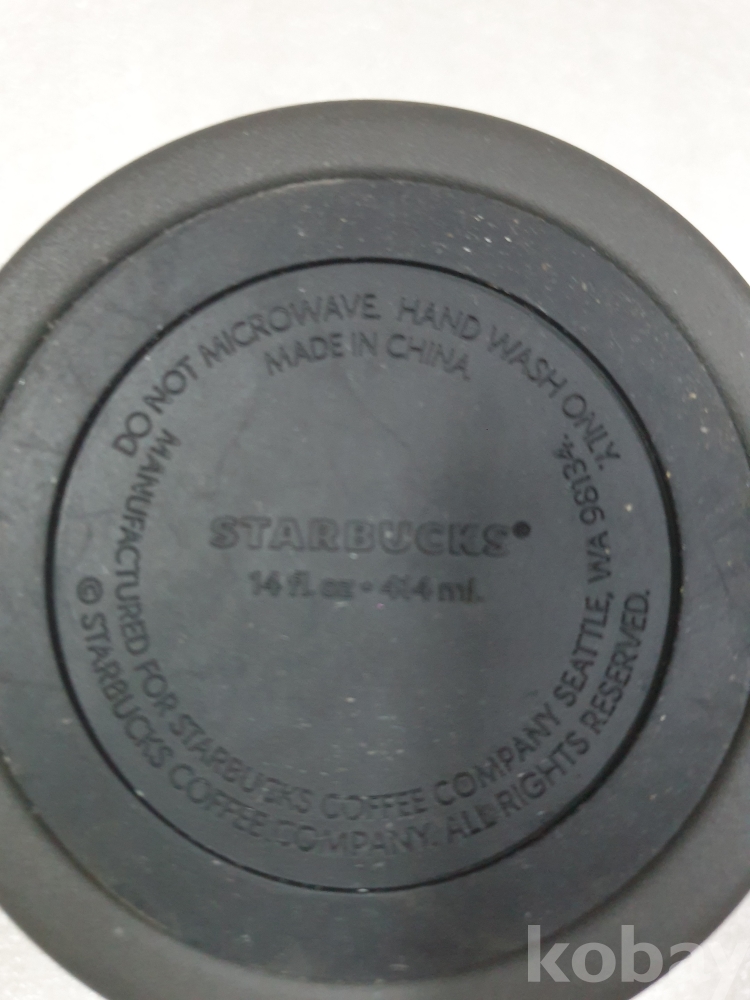 DO NOT MICROWAVE. HAND WASH ONLY.
MADE IN CHINA.
STARBUCKS®
14 fl. oz • 414 ml.
MANUFACTURED FOR STARBUCKS COFFEE COMPANY SEATTLE, WA 98134.
© STARBUCKS COFFEE COMPANY. ALL RIGHTS RESERVED.